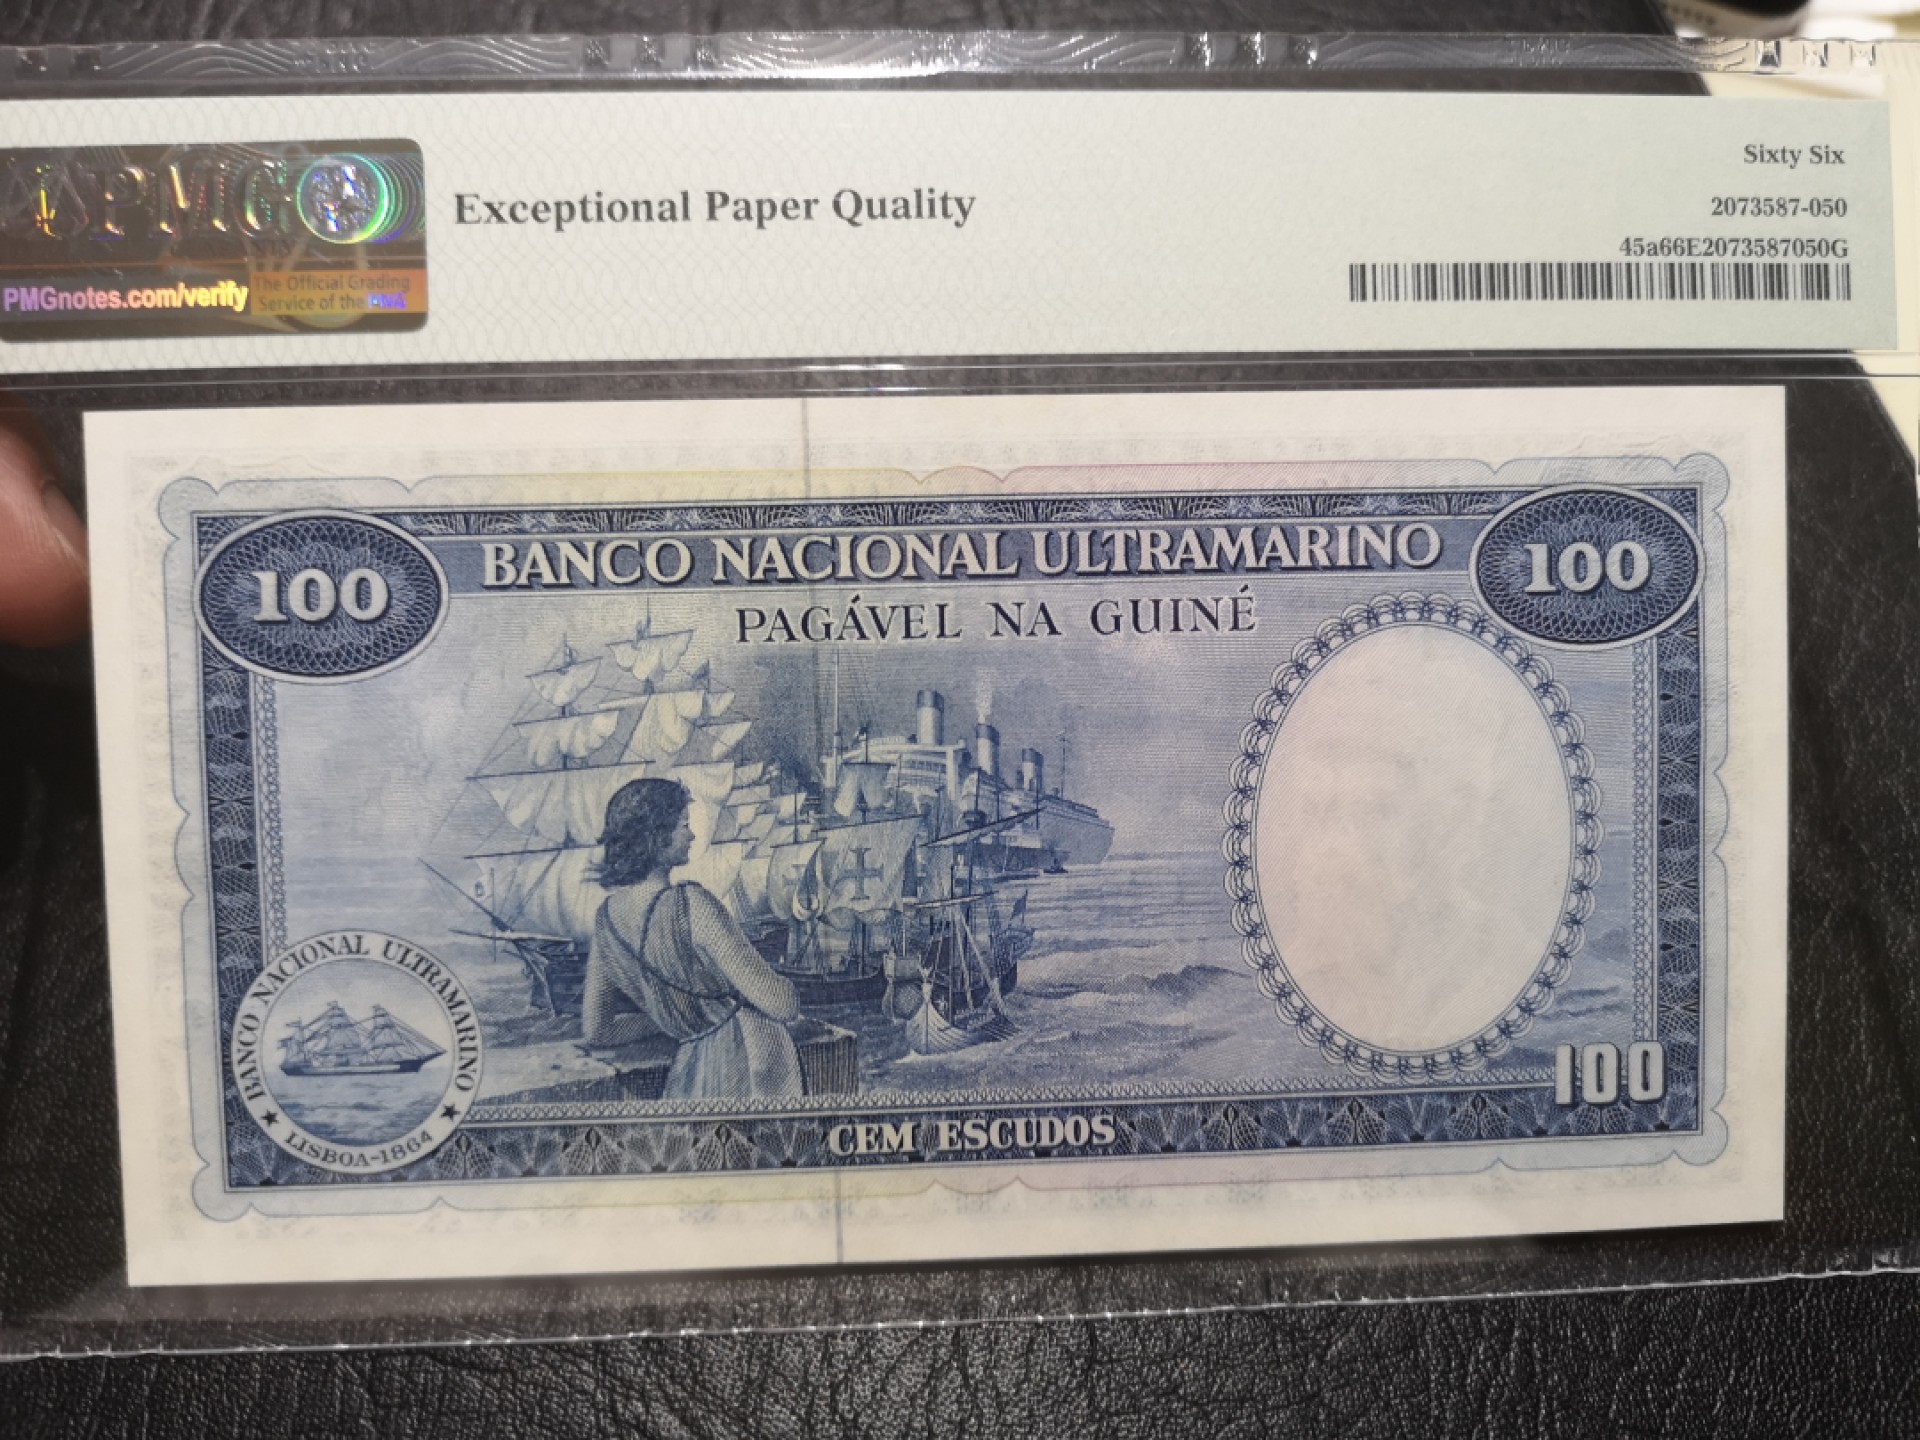 PMG
PMGnotes.com/verify
The Official Grading
Service of the PNA
Exceptional Paper Quality
Sixty Six
2073587-050
45a66E2073587050G
100
BANCO NACIONAL ULTRAMARINO
100
PAGÁVEL NA GUINÉ
BANCO NACIONAL ULTRAMARINO
LISBOA-1864
100
CEM ESCUDOS